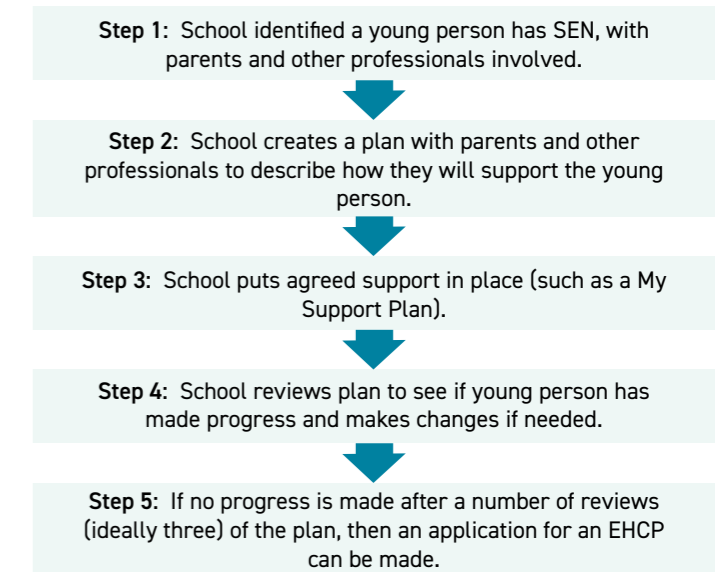 Step 1: School identified a young person has SEN, with
parents and other professionals involved.
Step 2: School creates a plan with parents and other
professionals to describe how they will support the young
person.
Step 3: School puts agreed support in place (such as a My
Support Plan).
Step 4: School reviews plan to see if young person has
made progress and makes changes if needed.
Step 5: If no progress is made after a number of reviews
(ideally three) of the plan, then an application for an EHCP
can be made.